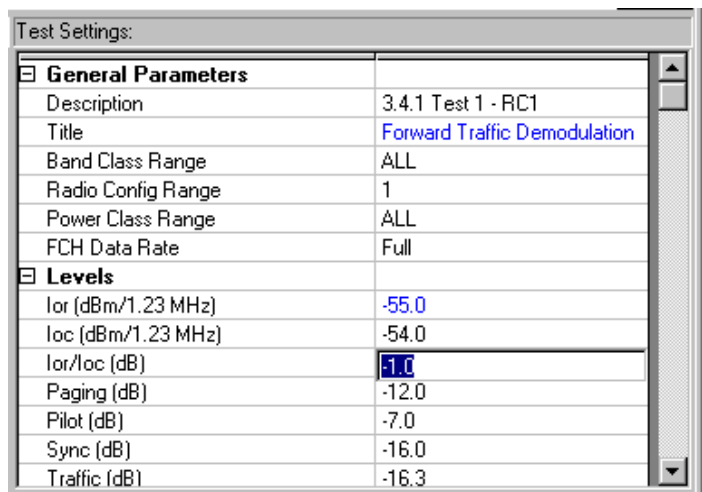 Test Settings:
General Parameters
Description 3.4.1 Test 1 - RC1
Title Forward Traffic Demodulation
Band Class Range ALL
Radio Config Range 1
Power Class Range ALL
FCH Data Rate Full
Levels
Ior (dBm/1.23 MHz) -55.0
Ioc (dBm/1.23 MHz) -54.0
Ior/Ioc (dB) -1.0
Paging (dB) -12.0
Pilot (dB) -7.0
Sync (dB) -16.0
Traffic (dB) -16.3